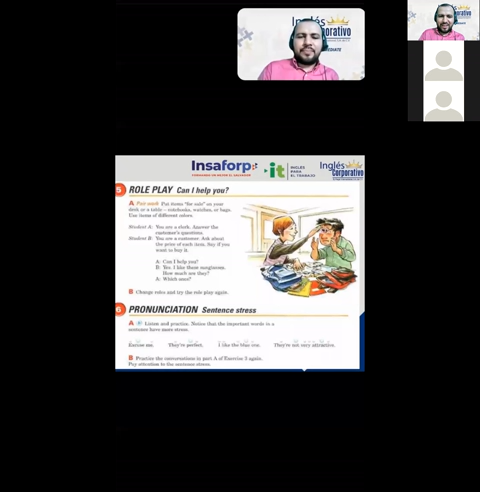 Inglés
Corporativo
Insaforp
it
INGLÉS
PARA
EL TRABAJO
Inglés
Corporativo
5 ROLE PLAY Can I help you?
A Pair work Put items "for sale" on your
desk or a table – notebooks, watches, or bags.
Use items of different colors.
Student A: You are a clerk. Answer the
customer's questions.
Student B: You are a customer. Ask about
the price of each item. Say if you
want to buy it.
A: Can I help you?
B: Yes. I like these sunglasses.
How much are they?
A: Which ones?
B Change roles and try the role play again.
6 PRONUNCIATION Sentence stress
A Listen and practice. Notice that the important words in a
sentence have more stress.
Excuse me. They're perfect. I like the blue one. They're not very attractive.
B Practice the conversations in part A of Exercise 3 again.
Pay attention to the sentence stress.